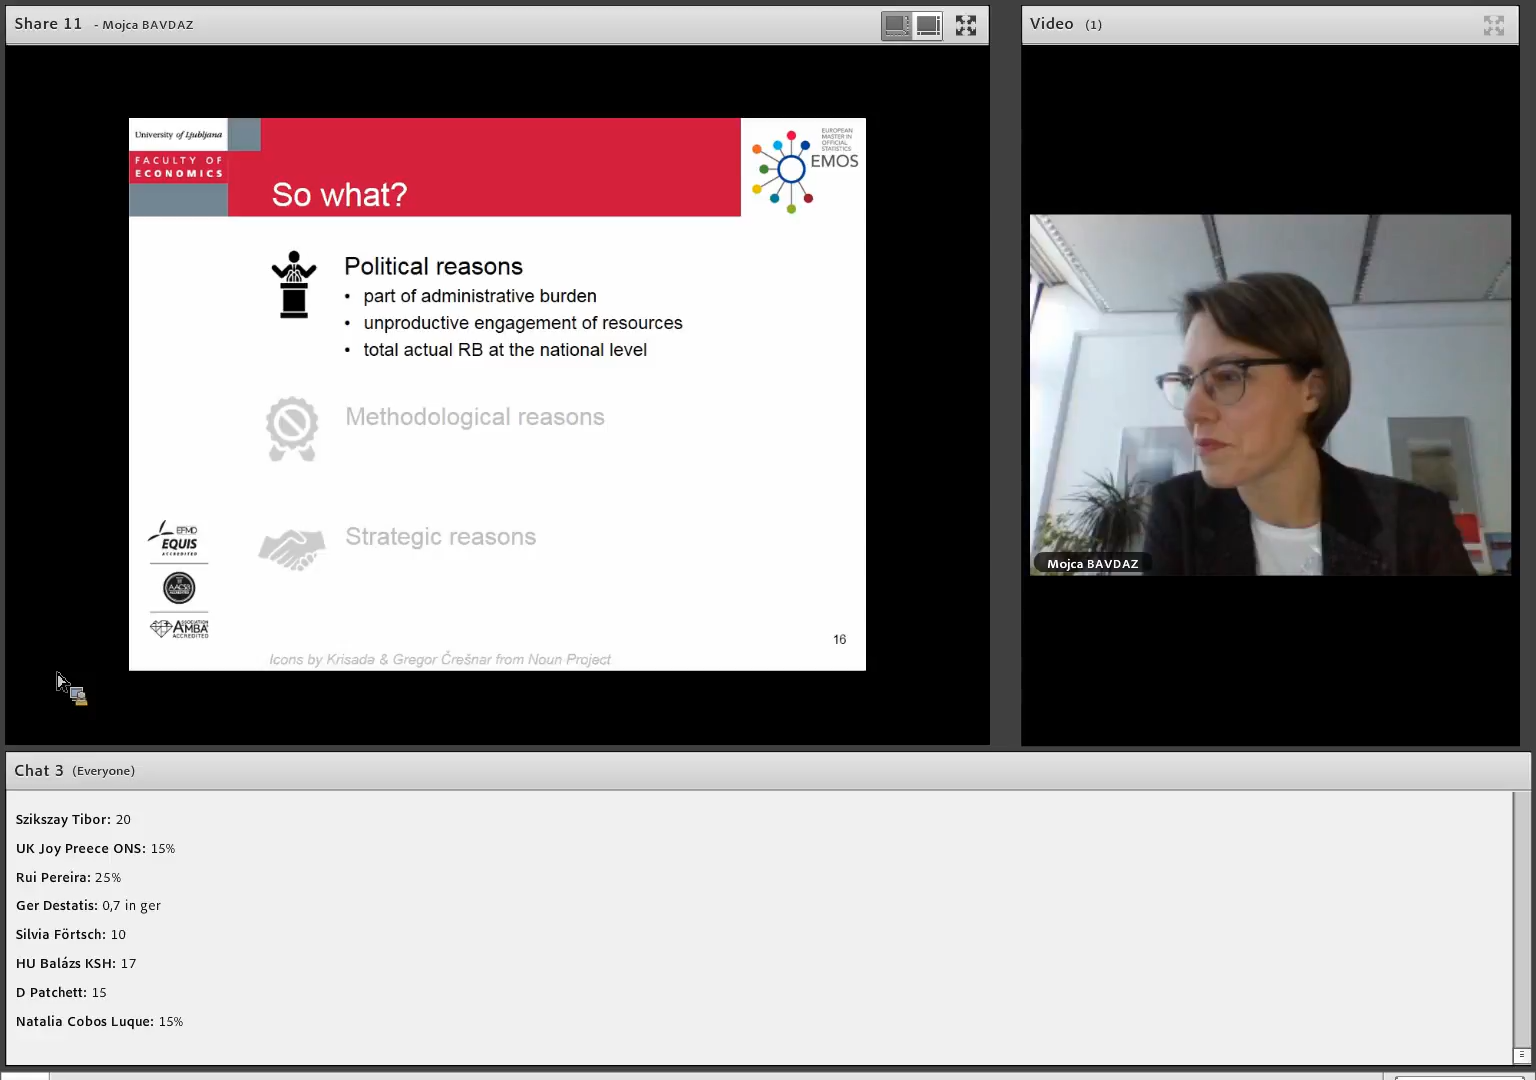 Share 11 - Mojca BAVDAZ
Video (1)
University of Ljubljana
FACULTY OF
ECONOMICS
So what?
EUROPEAN
MASTER IN
OFFICIAL
STATISTICS
EMOS
Political reasons
• part of administrative burden
• unproductive engagement of resources
• total actual RB at the national level
Methodological reasons
Strategic reasons
EFMD
EQUIS
ACCREDITED
AACSB
ACCREDITED
ASSOCIATION
AMBA
ACCREDITED
16
Icons by Krisada & Gregor Črešnar from Noun Project
Mojca BAVDAZ
Chat 3 (Everyone)
Szikszay Tibor: 20
UK Joy Preece ONS: 15%
Rui Pereira: 25%
Ger Destatis: 0,7 in ger
Silvia Förtsch: 10
HU Balázs KSH: 17
D Patchett: 15
Natalia Cobos Luque: 15%